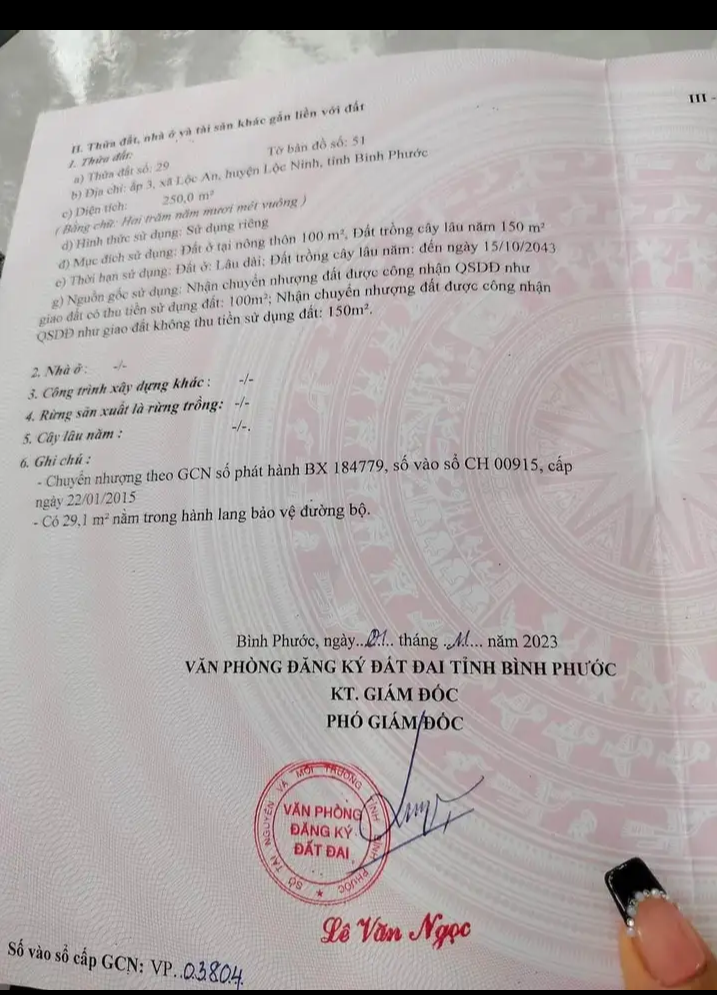 III -
II. Thửa đất, nhà ở và tài sản khác gắn liền với đất
1. Thửa đất:
a) Thửa đất số: 29 Tờ bản đồ số: 51
b) Địa chỉ: ấp 3, xã Lộc An, huyện Lộc Ninh, tỉnh Bình Phước
c) Diện tích: 250,0 m²
( Bằng chữ: Hai trăm năm mươi mét vuông )
d) Hình thức sử dụng: Sử dụng riêng
đ) Mục đích sử dụng: Đất ở tại nông thôn 100 m², Đất trồng cây lâu năm 150 m²
e) Thời hạn sử dụng: Đất ở: Lâu dài: Đất trồng cây lâu năm: đến ngày 15/10/2043
g) Nguồn gốc sử dụng: Nhận chuyển nhượng đất được công nhận QSDĐ như
giao đất có thu tiền sử dụng đất: 100m²; Nhận chuyển nhượng đất được công nhận
QSDĐ như giao đất không thu tiền sử dụng đất: 150m².
2. Nhà ở : -/-
3. Công trình xây dựng khác : -/-
4. Rừng sản xuất là rừng trồng: -/-
5. Cây lâu năm : -/-.
6. Ghi chú :
- Chuyển nhượng theo GCN số phát hành BX 184779, số vào sổ CH 00915, cấp
ngày 22/01/2015
- Có 29,1 m² nằm trong hành lang bảo vệ đường bộ.
Bình Phước, ngày..01.. tháng ..11... năm 2023
VĂN PHÒNG ĐĂNG KÝ ĐẤT ĐAI TỈNH BÌNH PHƯỚC
KT. GIÁM ĐỐC
PHÓ GIÁM ĐỐC
SỞ TÀI NGUYÊN VÀ MÔI TRƯỜNG TỈNH BÌNH PHƯỚC
VĂN PHÒNG
ĐĂNG KÝ
ĐẤT ĐAI
Lê Văn Ngọc
Số vào sổ cấp GCN: VP..03804